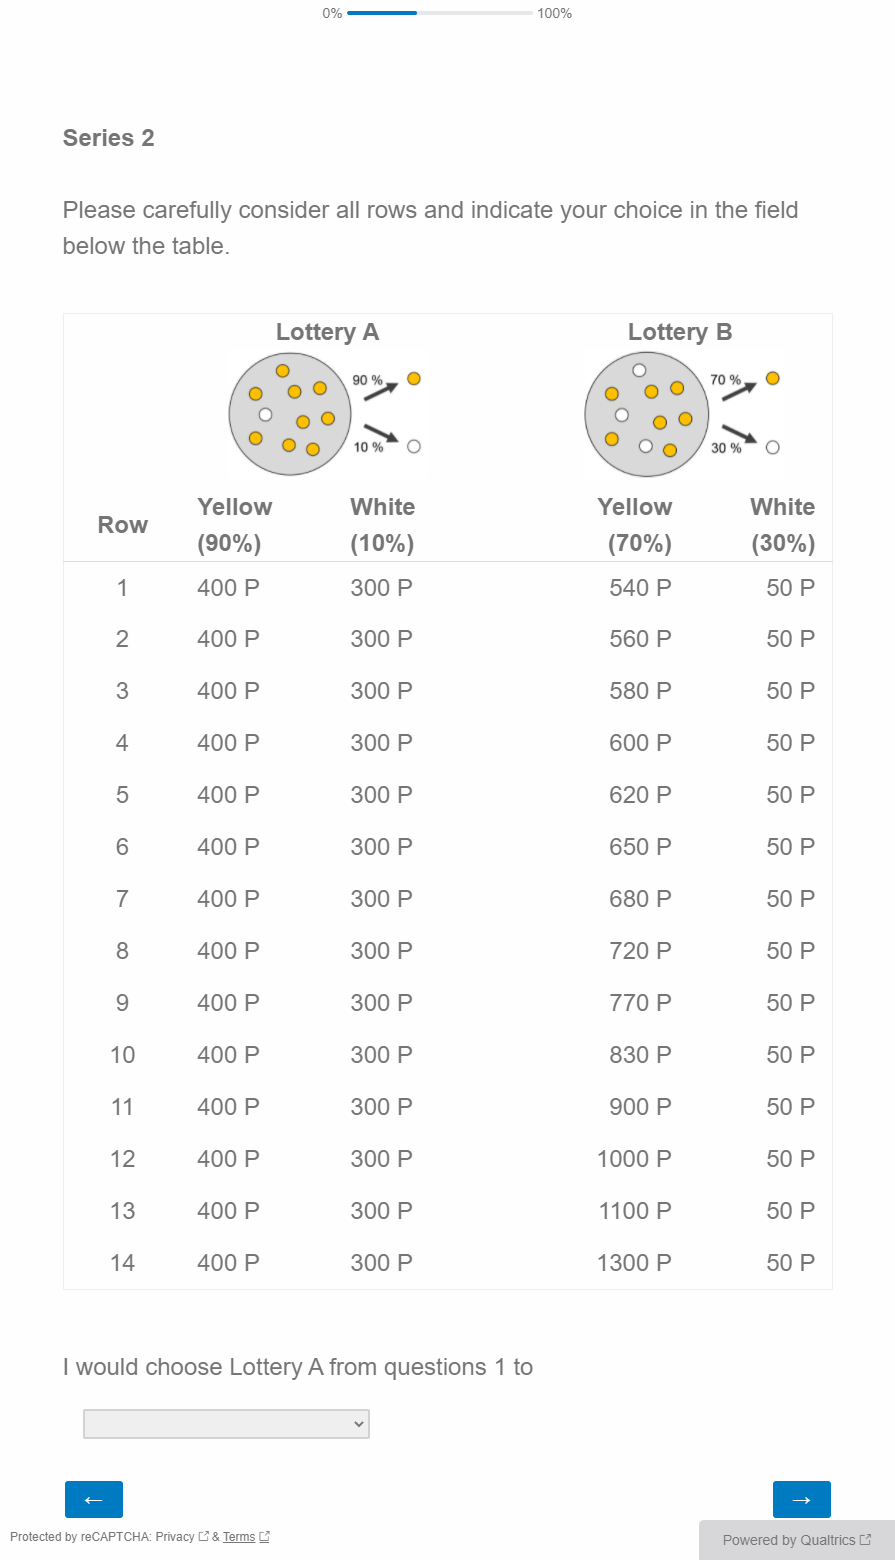 0% 100%
Series 2
Please carefully consider all rows and indicate your choice in the field
below the table.
Lottery A Lottery B
90 % 70 %
10 % 30 %
Row Yellow White Yellow White
(90%) (10%) (70%) (30%)
1 400 P 300 P 540 P 50 P
2 400 P 300 P 560 P 50 P
3 400 P 300 P 580 P 50 P
4 400 P 300 P 600 P 50 P
5 400 P 300 P 620 P 50 P
6 400 P 300 P 650 P 50 P
7 400 P 300 P 680 P 50 P
8 400 P 300 P 720 P 50 P
9 400 P 300 P 770 P 50 P
10 400 P 300 P 830 P 50 P
11 400 P 300 P 900 P 50 P
12 400 P 300 P 1000 P 50 P
13 400 P 300 P 1100 P 50 P
14 400 P 300 P 1300 P 50 P
I would choose Lottery A from questions 1 to
← →
Protected by reCAPTCHA: Privacy & Terms
Powered by Qualtrics